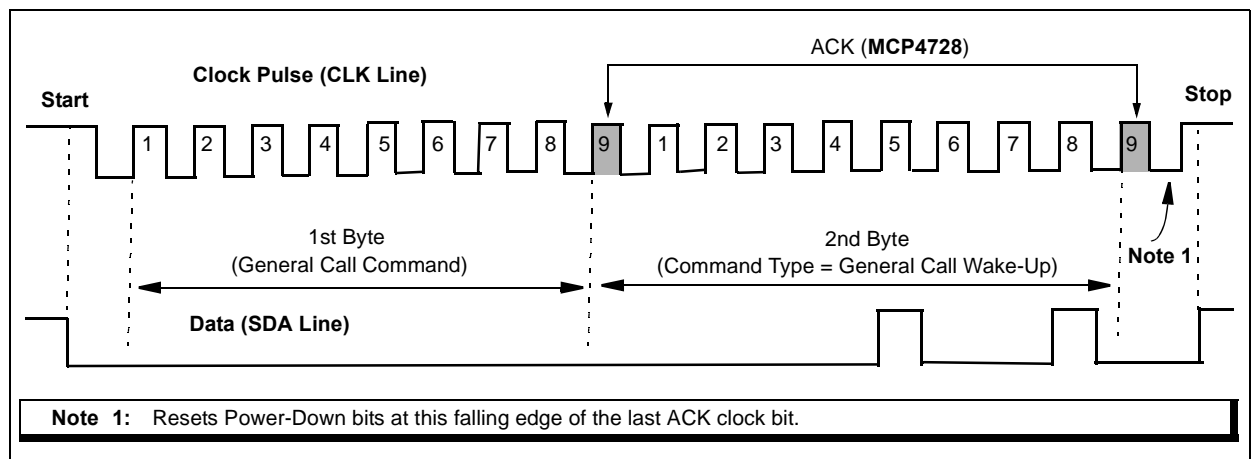 ACK (MCP4728)
Clock Pulse (CLK Line)
Start
Stop
1 2 3 4 5 6 7 8 9 1 2 3 4 5 6 7 8 9
1st Byte
(General Call Command)
2nd Byte
(Command Type = General Call Wake-Up)
Note 1
Data (SDA Line)
Note 1: Resets Power-Down bits at this falling edge of the last ACK clock bit.